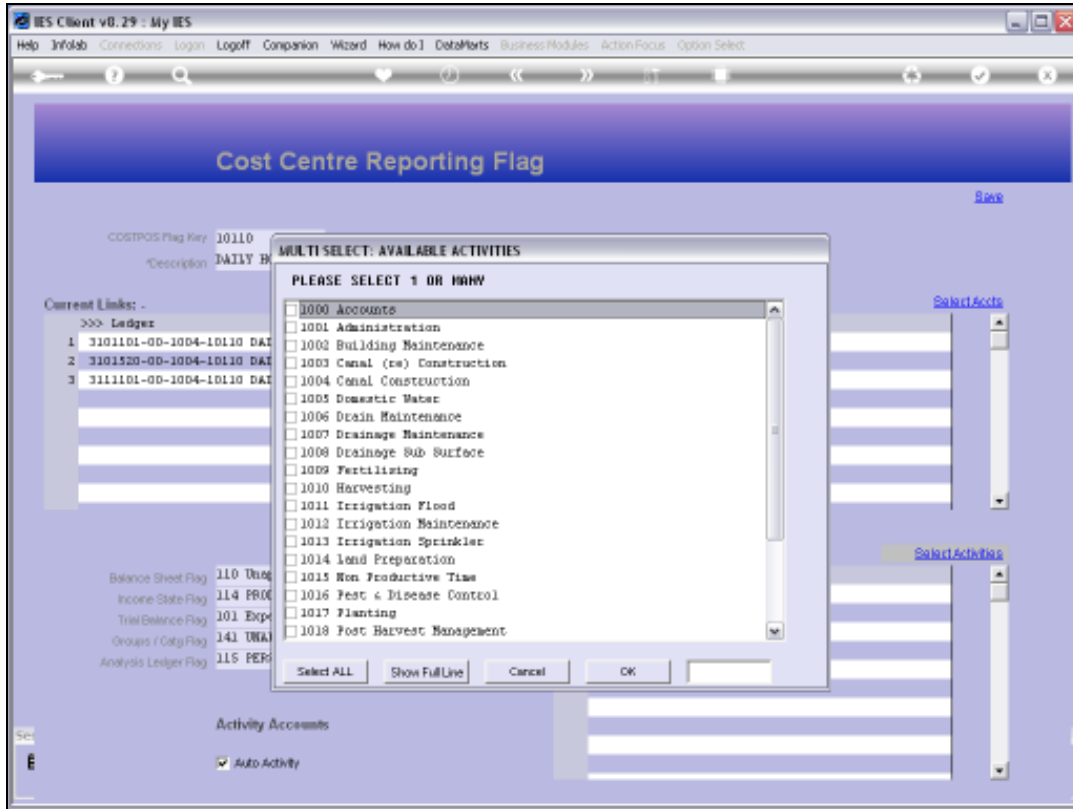 IES Client v8.29 : My IES
Help Infolab Connections Logon Logoff Companion Wizard How do I DataMarts Business Modules Action Focus Option Select
Cost Centre Reporting Flag
Save
COSTPOS Flag Key 10110
*Description DAILY
Current Links: -
Select Accts
>>> Ledger
1 3101101-00-1004-10110 DAI
2 3101520-00-1004-10110 DAI
3 3111101-00-1004-10110 DAI
MULTI SELECT: AVAILABLE ACTIVITIES
PLEASE SELECT 1 OR MANY
1000 Accounts
1001 Administration
1002 Building Maintenance
1003 Canal (re) Construction
1004 Canal Construction
1005 Domestic Water
1006 Drain Maintenance
1007 Drainage Maintenance
1008 Drainage Sub Surface
1009 Fertilizing
1010 Harvesting
1011 Irrigation Flood
1012 Irrigation Maintenance
1013 Irrigation Sprinkler
1014 Land Preparation
1015 Non Productive Time
1016 Pest & Disease Control
1017 Planting
1018 Post Harvest Management
Select ALL Show Full Line Cancel OK
Select Activities
Balance Sheet Flag 110
Income State Flag 114
Trial Balance Flag 101
Groups / Catg Flag 141
Analysis Ledger Flag 115
Activity Accounts
Auto Activity